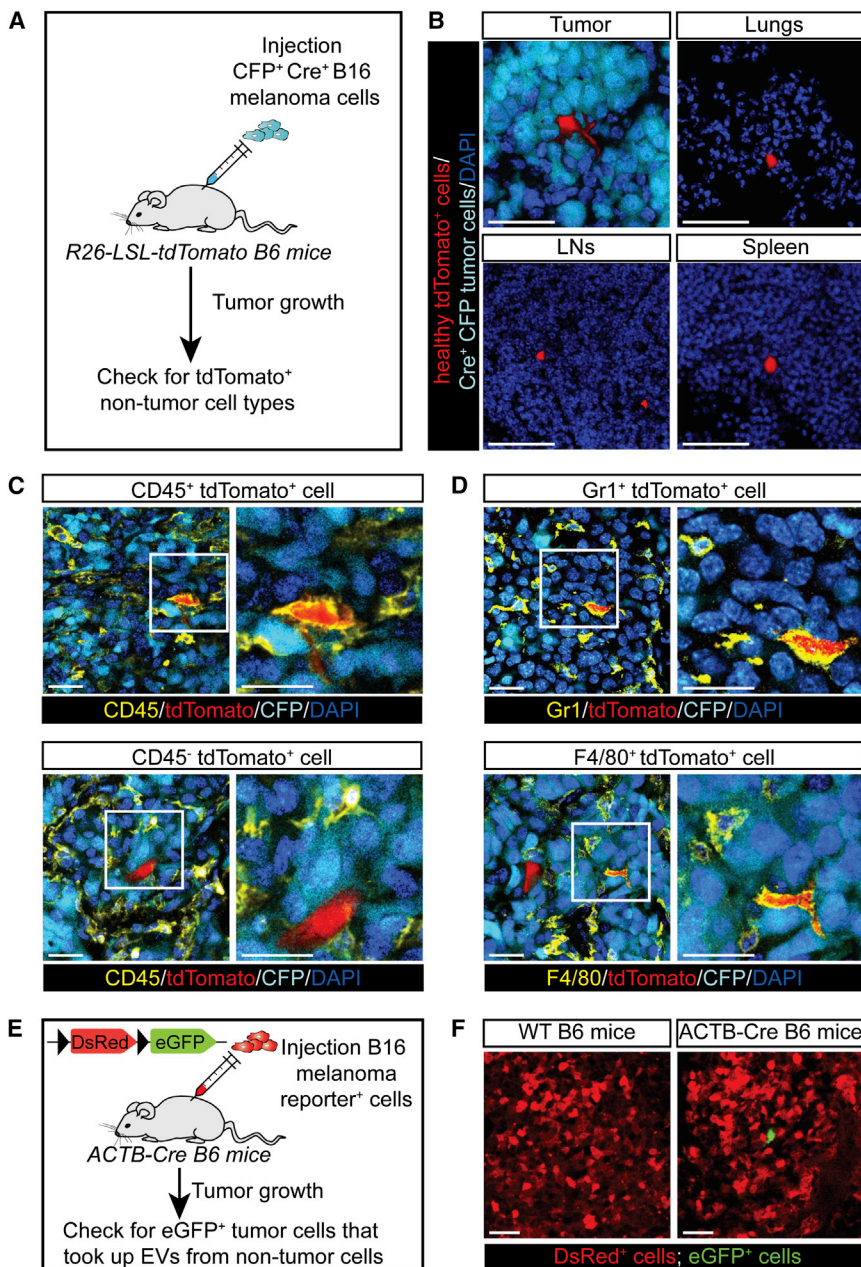 A
Injection
CFP+ Cre+ B16
melanoma cells
R26-LSL-tdTomato B6 mice
Tumor growth
Check for tdTomato+
non-tumor cell types
B
healthy tdTomato+ cells/
Cre+ CFP tumor cells/DAPI
Tumor
Lungs
LNs
Spleen
C
CD45+ tdTomato+ cell
CD45/tdTomato/CFP/DAPI
CD45- tdTomato+ cell
CD45/tdTomato/CFP/DAPI
D
Gr1+ tdTomato+ cell
Gr1/tdTomato/CFP/DAPI
F4/80+ tdTomato+ cell
F4/80/tdTomato/CFP/DAPI
E
DsRed
eGFP
Injection B16
melanoma
reporter+ cells
ACTB-Cre B6 mice
Tumor growth
Check for eGFP+ tumor cells that
took up EVs from non-tumor cells
F
WT B6 mice
ACTB-Cre B6 mice
DsRed+ cells; eGFP+ cells